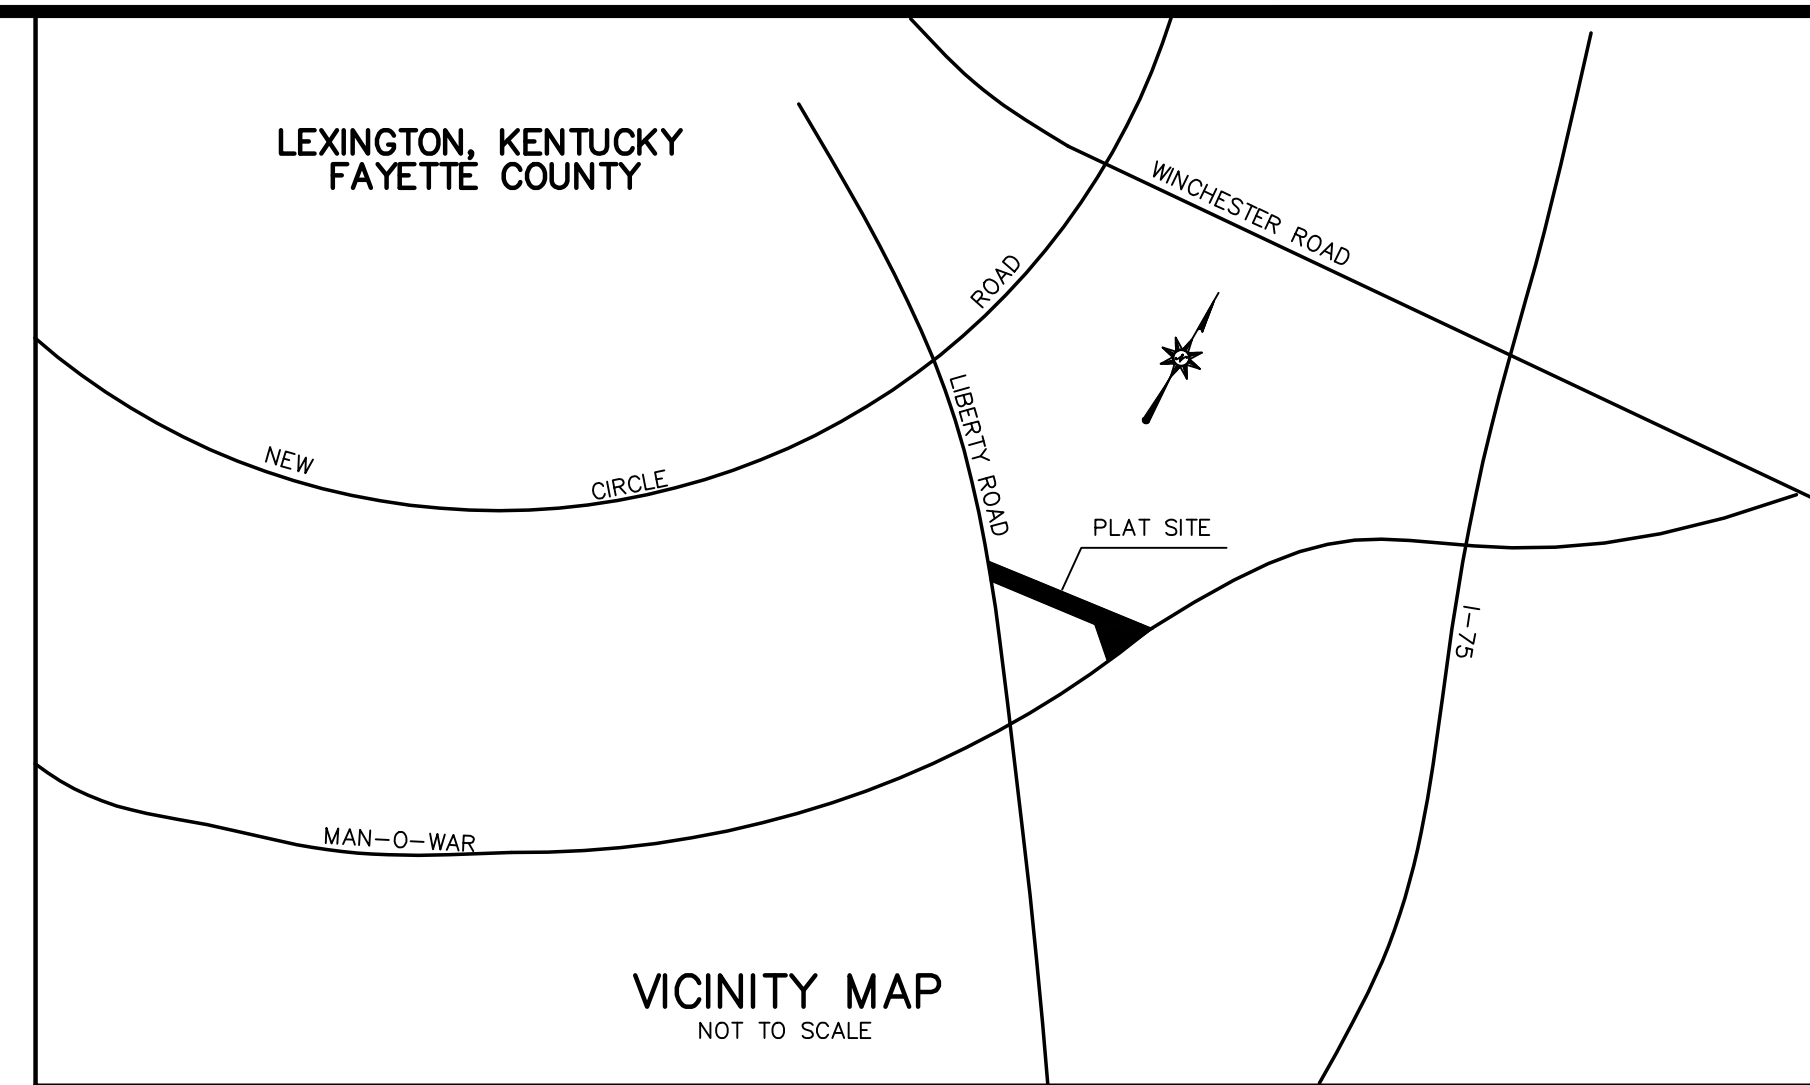 LEXINGTON, KENTUCKY
FAYETTE COUNTY
WINCHESTER ROAD
ROAD
LIBERTY ROAD
NEW
CIRCLE
PLAT SITE
I-75
MAN-O-WAR
VICINITY MAP
NOT TO SCALE